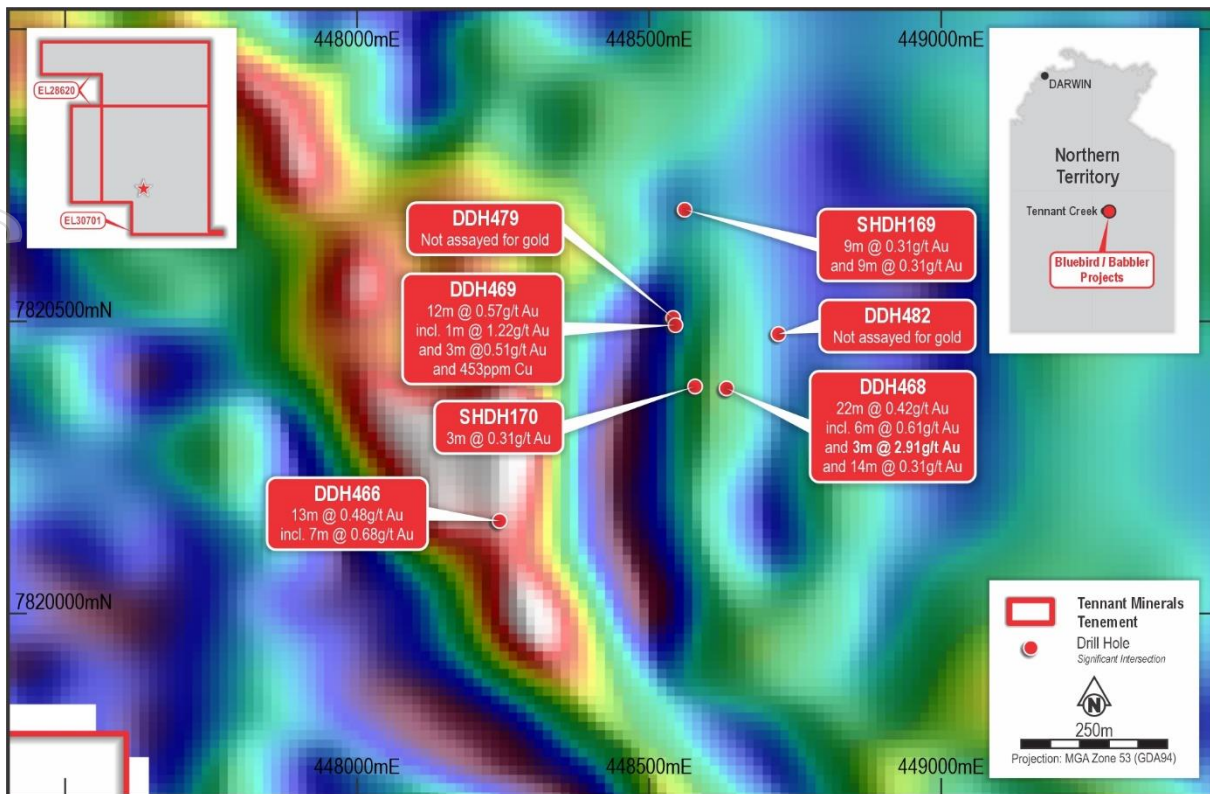 448000mE
448500mE
449000mE
EL28620
EL30701
DARWIN
Northern
Territory
Tennant Creek
Bluebird / Babbler
Projects
DDH479
Not assayed for gold
SHDH169
9m @ 0.31g/t Au
and 9m @ 0.31g/t Au
DDH469
12m @ 0.57g/t Au
incl. 1m @ 1.22g/t Au
and 3m @0.51g/t Au
and 453ppm Cu
7820500mN
DDH482
Not assayed for gold
SHDH170
3m @ 0.31g/t Au
DDH468
22m @ 0.42g/t Au
incl. 6m @ 0.61g/t Au
and 3m @ 2.91g/t Au
and 14m @ 0.31g/t Au
DDH466
13m @ 0.48g/t Au
incl. 7m @ 0.68g/t Au
7820000mN
Tennant Minerals
Tenement
Drill Hole
Significant Intersection
N
250m
Projection: MGA Zone 53 (GDA94)
448000mE
448500mE
449000mE